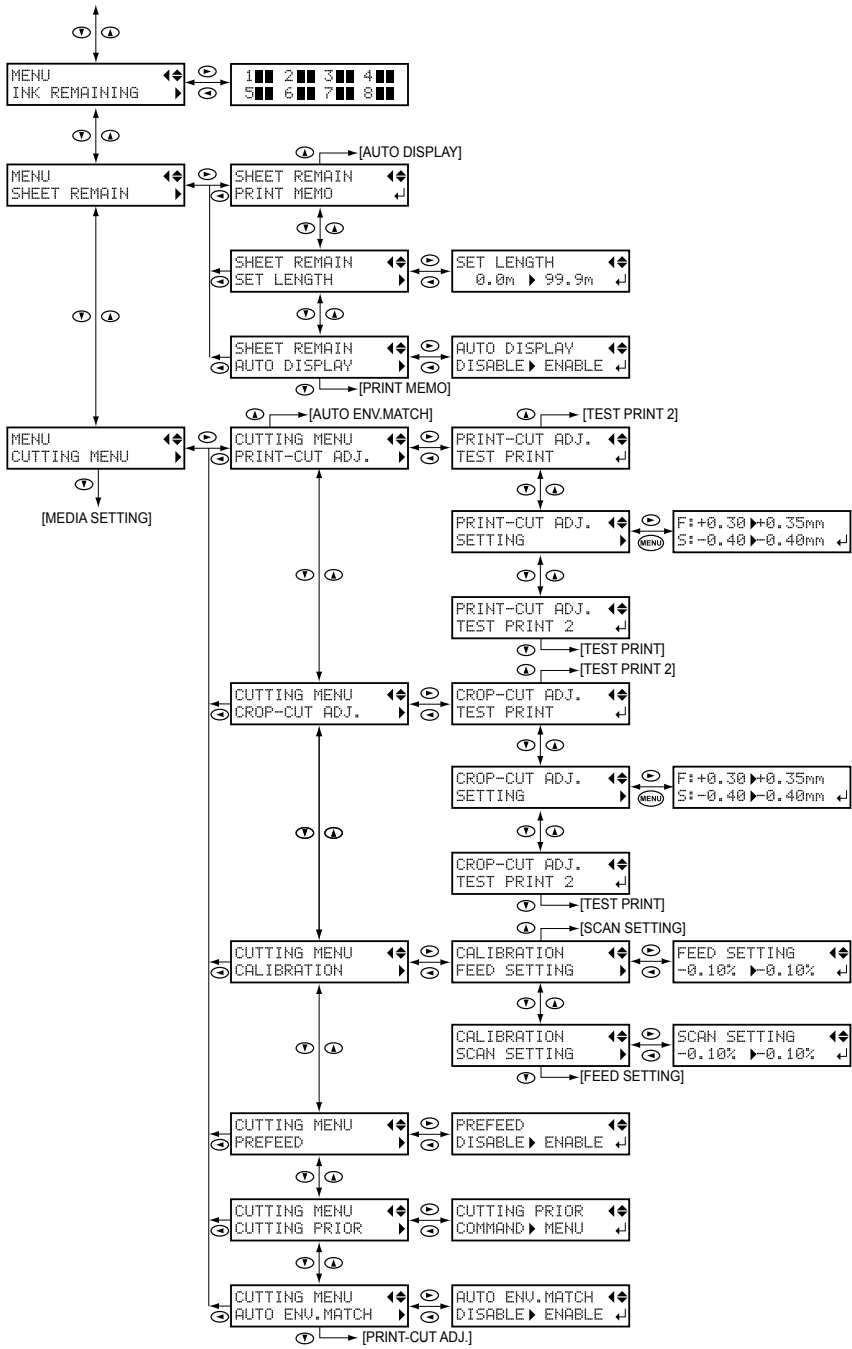 MENU
INK REMAINING
1 2 3 4
5 6 7 8
[AUTO DISPLAY]
MENU
SHEET REMAIN
SHEET REMAIN
PRINT MEMO
SHEET REMAIN
SET LENGTH
SET LENGTH
0.0m 99.9m
SHEET REMAIN
AUTO DISPLAY
AUTO DISPLAY
DISABLE ENABLE
[PRINT MEMO]
[AUTO ENV.MATCH]
[TEST PRINT 2]
MENU
CUTTING MENU
CUTTING MENU
PRINT-CUT ADJ.
PRINT-CUT ADJ.
TEST PRINT
[MEDIA SETTING]
PRINT-CUT ADJ.
SETTING
MENU
F:+0.30 +0.35mm
S:-0.40 -0.40mm
PRINT-CUT ADJ.
TEST PRINT 2
[TEST PRINT]
[TEST PRINT 2]
CUTTING MENU
CROP-CUT ADJ.
CROP-CUT ADJ.
TEST PRINT
CROP-CUT ADJ.
SETTING
MENU
F:+0.30 +0.35mm
S:-0.40 -0.40mm
CROP-CUT ADJ.
TEST PRINT 2
[TEST PRINT]
[SCAN SETTING]
CUTTING MENU
CALIBRATION
CALIBRATION
FEED SETTING
FEED SETTING
-0.10% -0.10%
CALIBRATION
SCAN SETTING
SCAN SETTING
-0.10% -0.10%
[FEED SETTING]
CUTTING MENU
PREFEED
PREFEED
DISABLE ENABLE
CUTTING MENU
CUTTING PRIOR
CUTTING PRIOR
COMMAND MENU
CUTTING MENU
AUTO ENV.MATCH
AUTO ENV.MATCH
DISABLE ENABLE
[PRINT-CUT ADJ.]